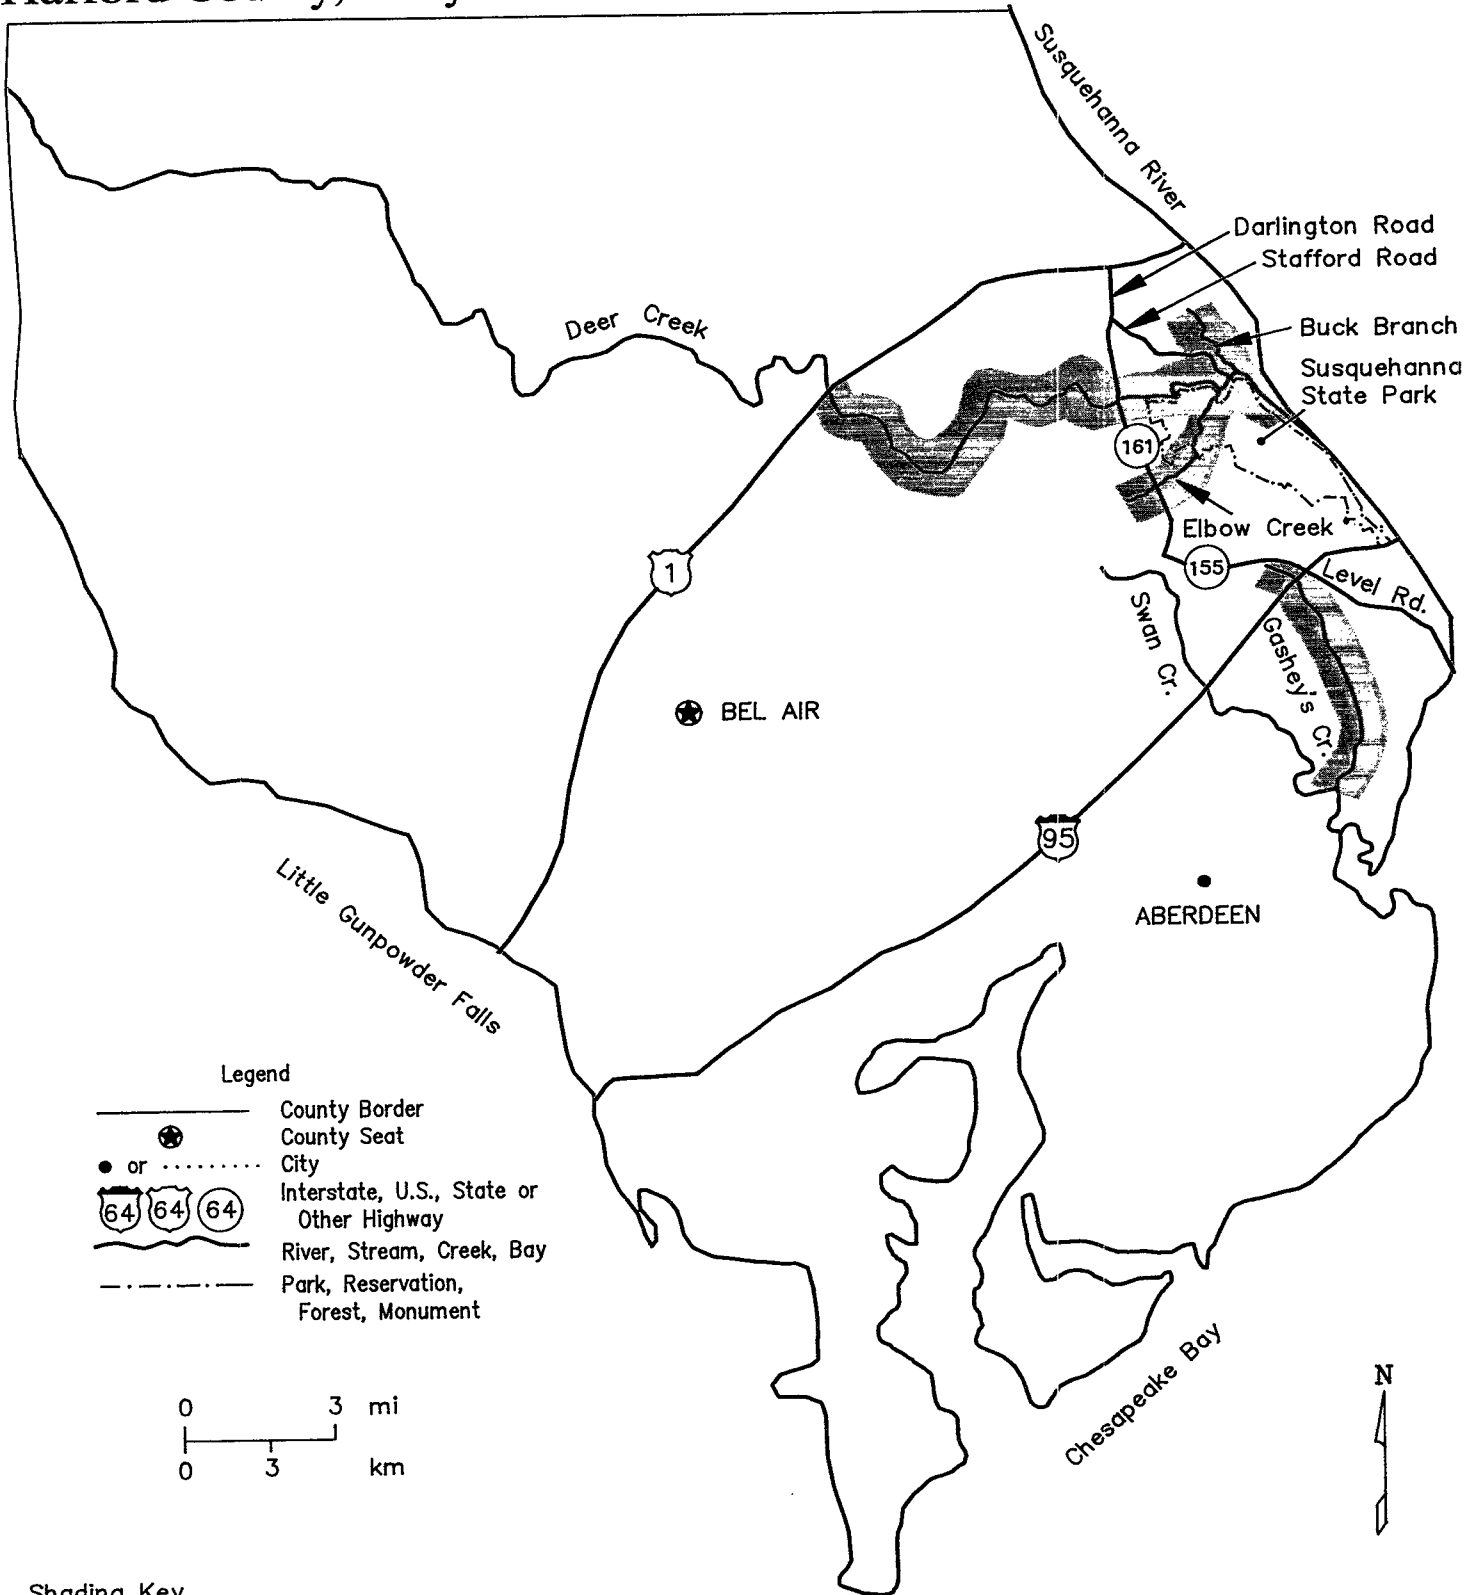 Susquehanna River
Darlington Road
Stafford Road
Buck Branch
Susquehanna
State Park
Deer Creek
161
Elbow Creek
155
Level Rd.
1
Swan Cr.
Gashey's Cr.
BEL AIR
95
ABERDEEN
Little Gunpowder Falls
Legend
County Border
County Seat
or
City
64 64 64
Interstate, U.S., State or
Other Highway
River, Stream, Creek, Bay
Park, Reservation,
Forest, Monument
0 3 mi
0 3 km
Chesapeake Bay
N
Shading Key